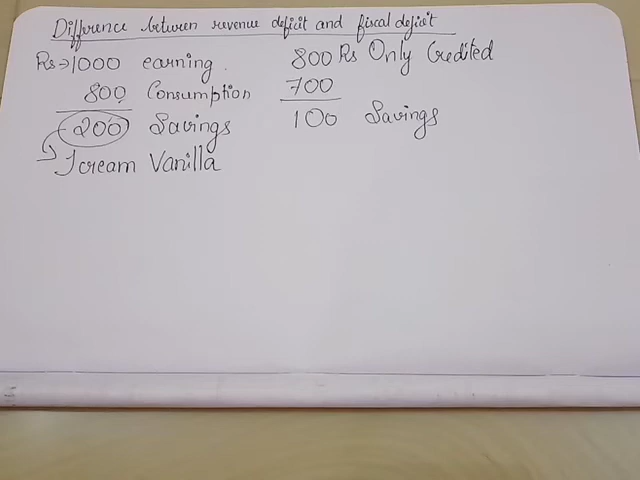 Difference between revenue deficit and fiscal deficit
Rs→1000 earning.
800 Consumption
200 Savings
Icream Vanilla
800 Rs Only Credited
700
100 Savings